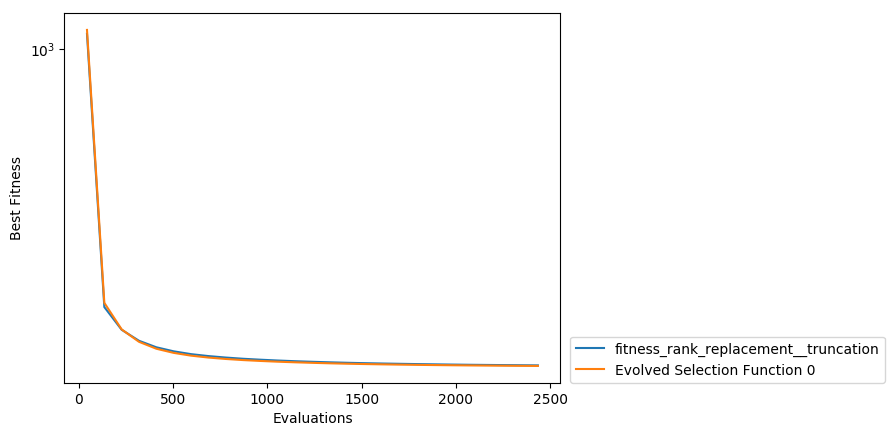 10³
Best Fitness
0
500
1000
1500
2000
2500
Evaluations
fitness_rank_replacement__truncation
Evolved Selection Function 0